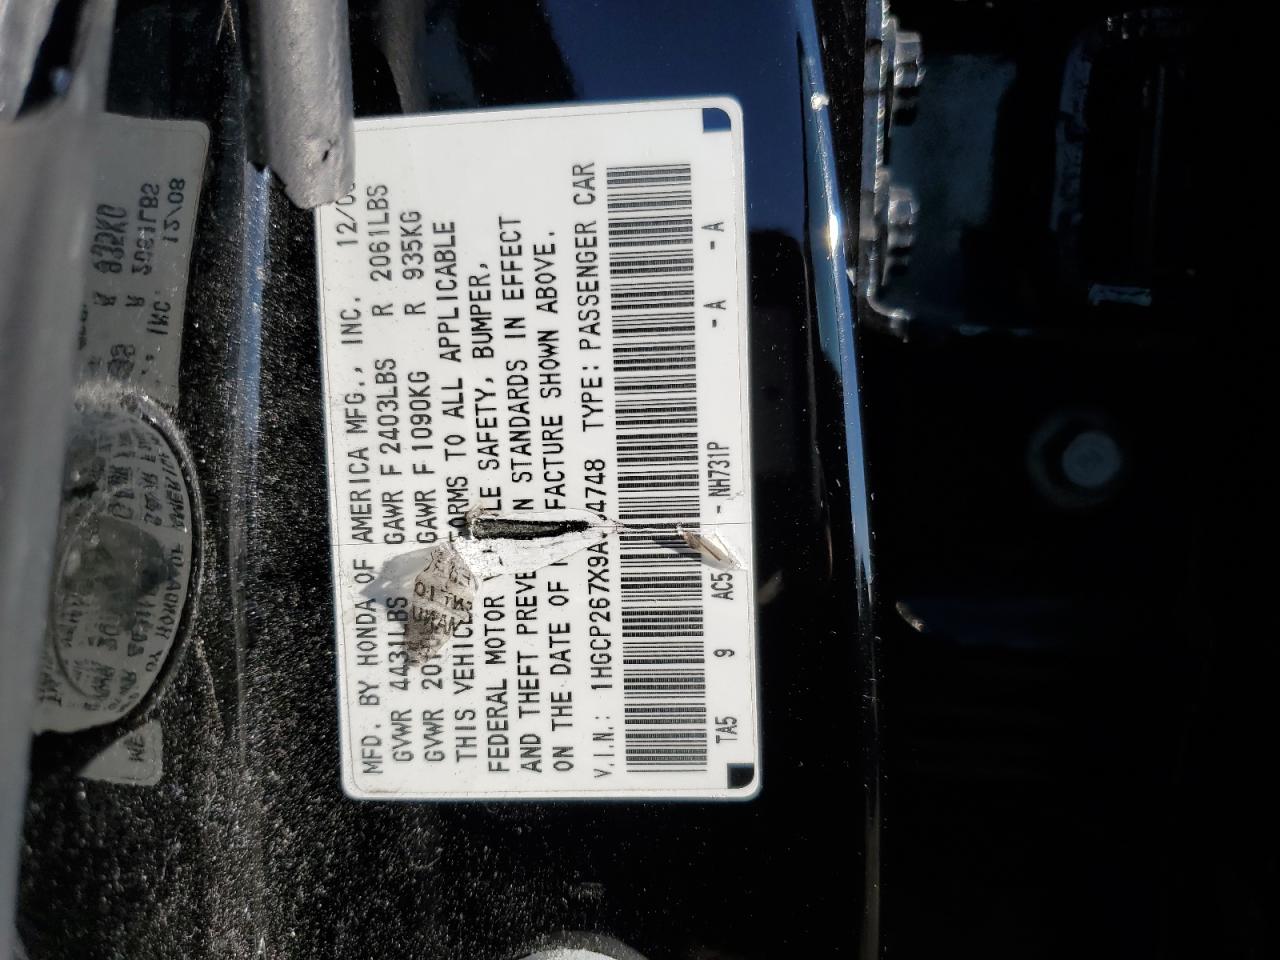 MFD. BY HONDA OF AMERICA MFG., INC. 12/0
GVWR 4431LBS GAWR F 2403LBS R 2061LBS
GVWR 20 GAWR F 1090KG R 935KG
THIS VEHIC ORMS TO ALL APPLICABLE
FEDERAL MOTOR LE SAFETY, BUMPER,
AND THEFT PREVE N STANDARDS IN EFFECT
ON THE DATE OF FACTURE SHOWN ABOVE.
V.I.N.: 1HGCP267X9A 4748 TYPE: PASSENGER CAR
TA5 9 AC5 - NH731P - A - A